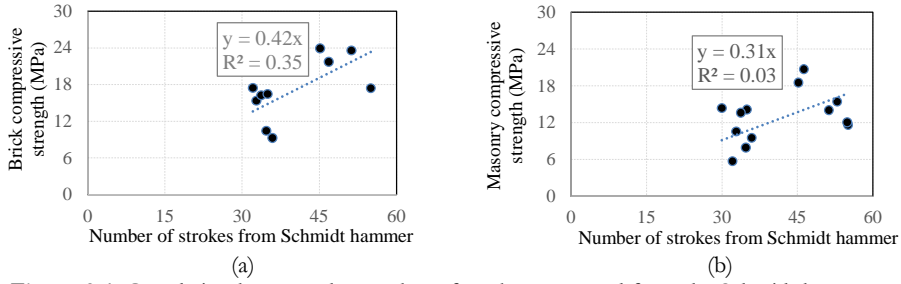 30
24
18
12
6
0
Brick compressive
strength (MPa)
y = 0.42x
R² = 0.35
0
15
30
45
60
Number of strokes from Schmidt hammer
(a)
30
24
18
12
6
0
Masonry compressive
strength (MPa)
y = 0.31x
R² = 0.03
0
15
30
45
60
Number of strokes from Schmidt hammer
(b)